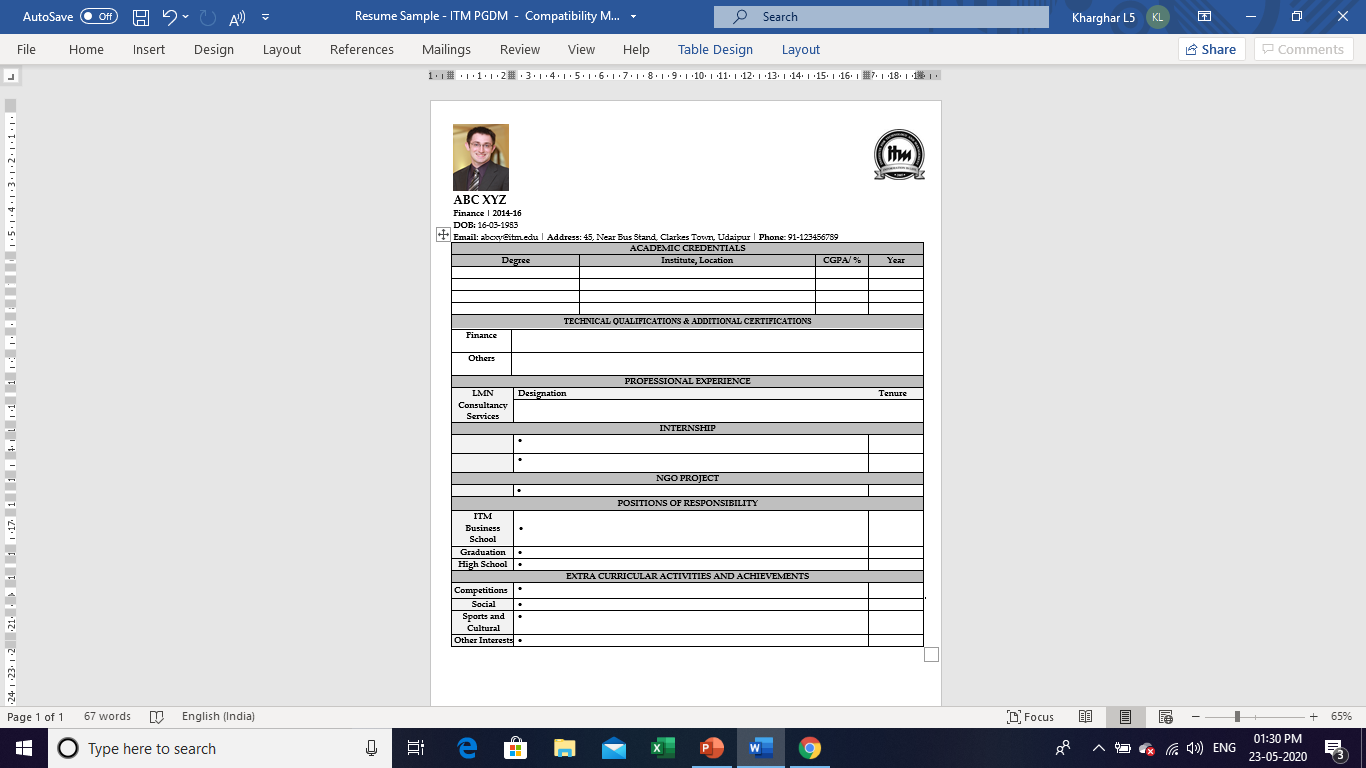 AutoSave Off Resume Sample - ITM PGDM - Compatibility M... Search Kharghar L5 KL
File Home Insert Design Layout References Mailings Review View Help Table Design Layout Share Comments
ABC XYZ
itm
Finance | 2014-16
DOB: 16-03-1983
Email: abcxy@itm.edu | Address: 45, Near Bus Stand, Clarkes Town, Udaipur | Phone: 91-123456789
ACADEMIC CREDENTIALS
Degree Institute, Location CGPA/ % Year
TECHNICAL QUALIFICATIONS & ADDITIONAL CERTIFICATIONS
Finance
Others
PROFESSIONAL EXPERIENCE
LMN Designation Tenure
Consultancy
Services
INTERNSHIP
•
•
NGO PROJECT
•
POSITIONS OF RESPONSIBILITY
ITM
Business •
School
Graduation •
High School •
EXTRA CURRICULAR ACTIVITIES AND ACHIEVEMENTS
Competitions •
Social •
Sports and •
Cultural
Other Interests •
Page 1 of 1 67 words English (India) Focus 65%
Type here to search ENG 01:30 PM
23-05-2020 3